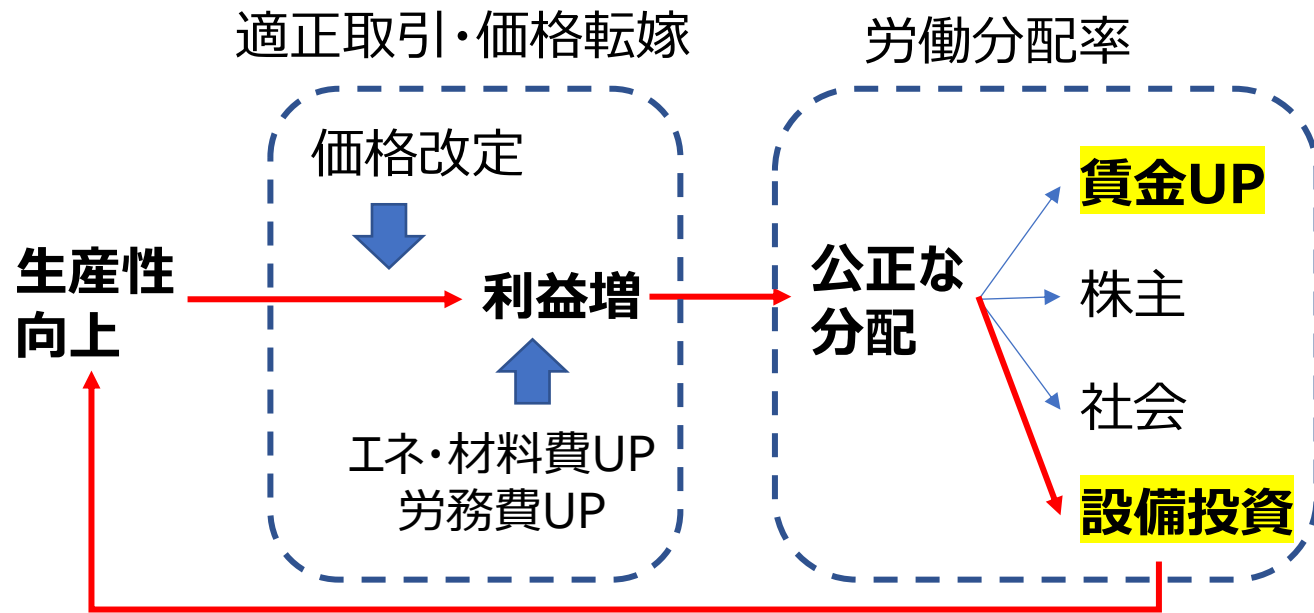 適正取引・価格転嫁
労働分配率
価格改定
生産性
向上
利益増
エネ・材料費UP
労務費UP
公正な
分配
賃金UP
株主
社会
設備投資